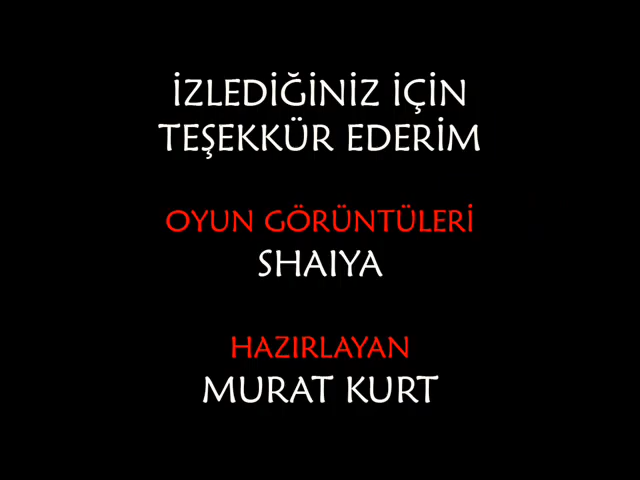 İZLEDİĞİNİZ İÇİN
TEŞEKKÜR EDERİM
OYUN GÖRÜNTÜLERİ
SHAIYA
HAZIRLAYAN
MURAT KURT